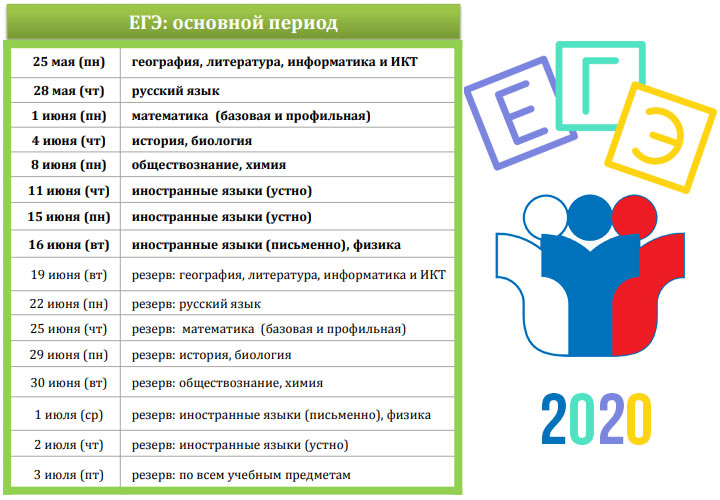 ЕГЭ: основной период
25 мая (пн) география, литература, информатика и ИКТ
28 мая (чт) русский язык
1 июня (пн) математика (базовая и профильная)
4 июня (чт) история, биология
8 июня (пн) обществознание, химия
11 июня (чт) иностранные языки (устно)
15 июня (пн) иностранные языки (устно)
16 июня (вт) иностранные языки (письменно), физика
19 июня (вт) резерв: география, литература, информатика и ИКТ
22 июня (пн) резерв: русский язык
25 июня (чт) резерв: математика (базовая и профильная)
29 июня (пн) резерв: история, биология
30 июня (вт) резерв: обществознание, химия
1 июля (ср) резерв: иностранные языки (письменно), физика
2 июля (чт) резерв: иностранные языки (устно)
3 июля (пт) резерв: по всем учебным предметам
ЕГЭ
2020